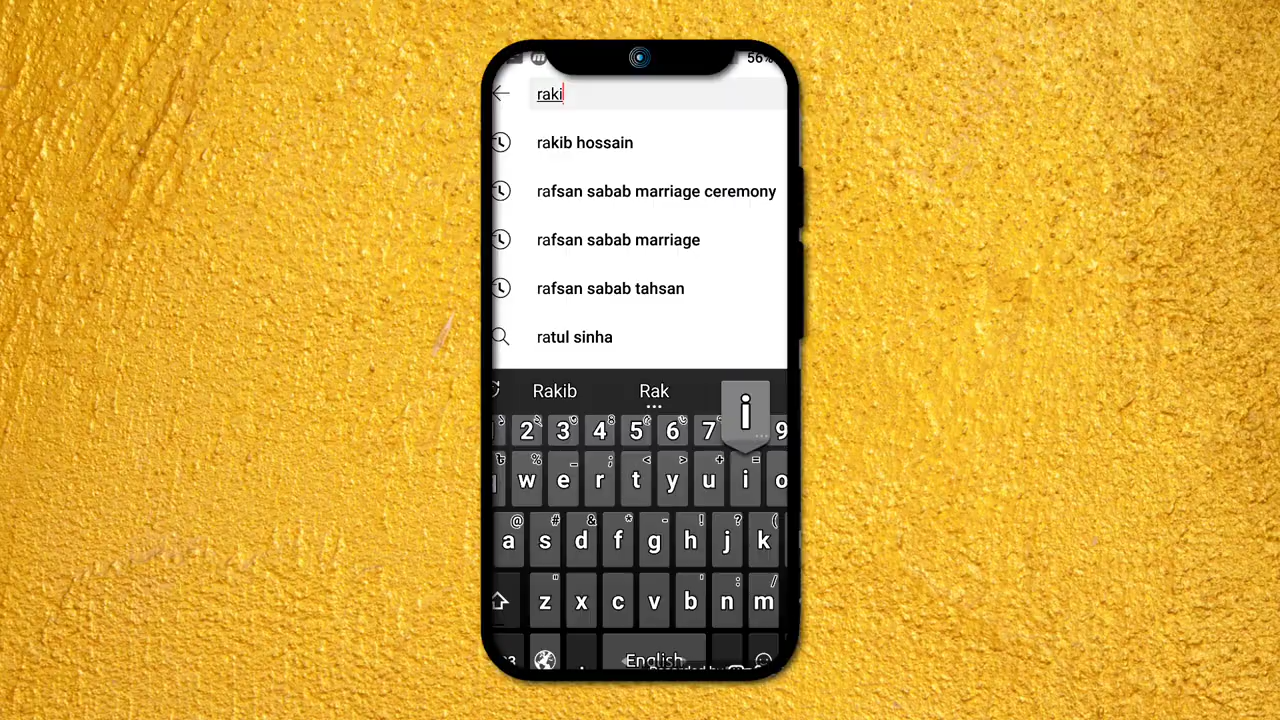 56%
raki
rakib hossain
rafsan sabab marriage ceremony
rafsan sabab marriage
rafsan sabab tahsan
ratul sinha
Rakib Rak i
2 3 4 5 6 7 9
w e r t y u i o
a s d f g h j k
z x c v b n m
English